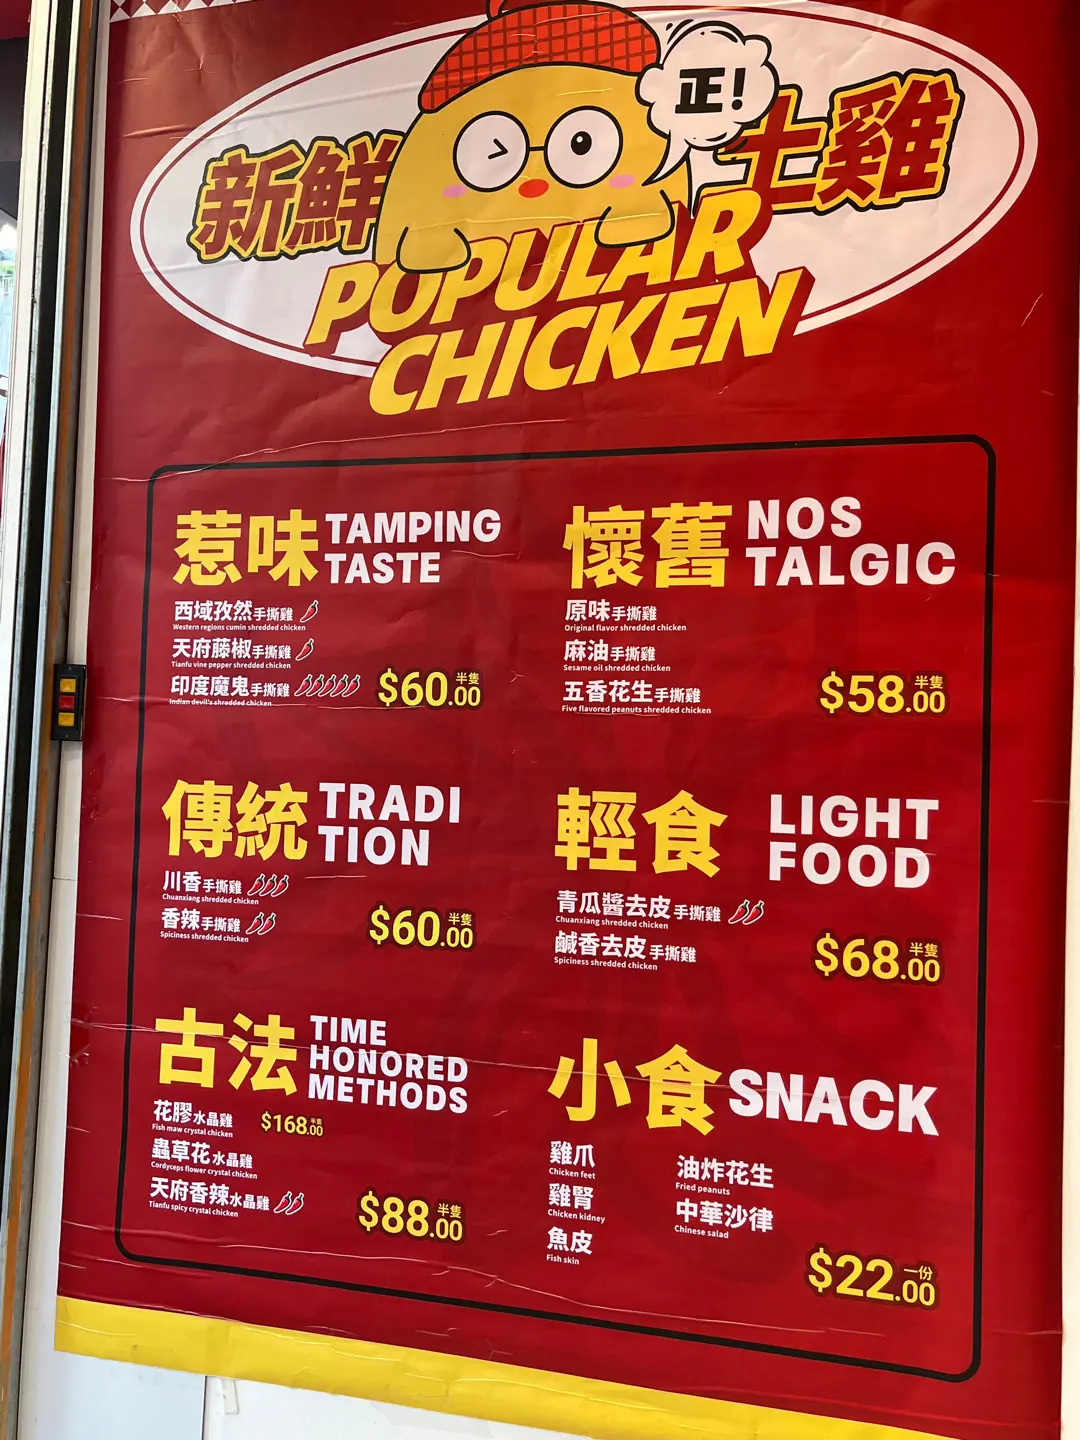 正!
新鮮 土雞
POPULAR
CHICKEN
惹味 TAMPING
TASTE
西域孜然手撕雞
Western regions cumin shredded chicken
天府藤椒手撕雞
Tianfu vine pepper shredded chicken
印度魔鬼手撕雞
Indian devil's shredded chicken
$60.00 半隻
懷舊 NOS
TALGIC
原味手撕雞
Original flavor shredded chicken
麻油手撕雞
Sesame oil shredded chicken
五香花生手撕雞
Five flavored peanuts shredded chicken
$58.00 半隻
傳統 TRADI
TION
川香手撕雞
Chuanxiang shredded chicken
香辣手撕雞
Spiciness shredded chicken
$60.00 半隻
輕食 LIGHT
FOOD
青瓜醬去皮手撕雞
Chuanxiang shredded chicken
鹹香去皮手撕雞
Spiciness shredded chicken
$68.00 半隻
古法 TIME
HONORED
METHODS
花膠水晶雞 $168.00 半隻
Fish maw crystal chicken
蟲草花水晶雞
Cordyceps flower crystal chicken
天府香辣水晶雞
Tianfu spicy crystal chicken
$88.00 半隻
小食 SNACK
雞爪
Chicken feet
雞腎
Chicken kidney
魚皮
Fish skin
油炸花生
Fried peanuts
中華沙律
Chinese salad
$22.00 一份